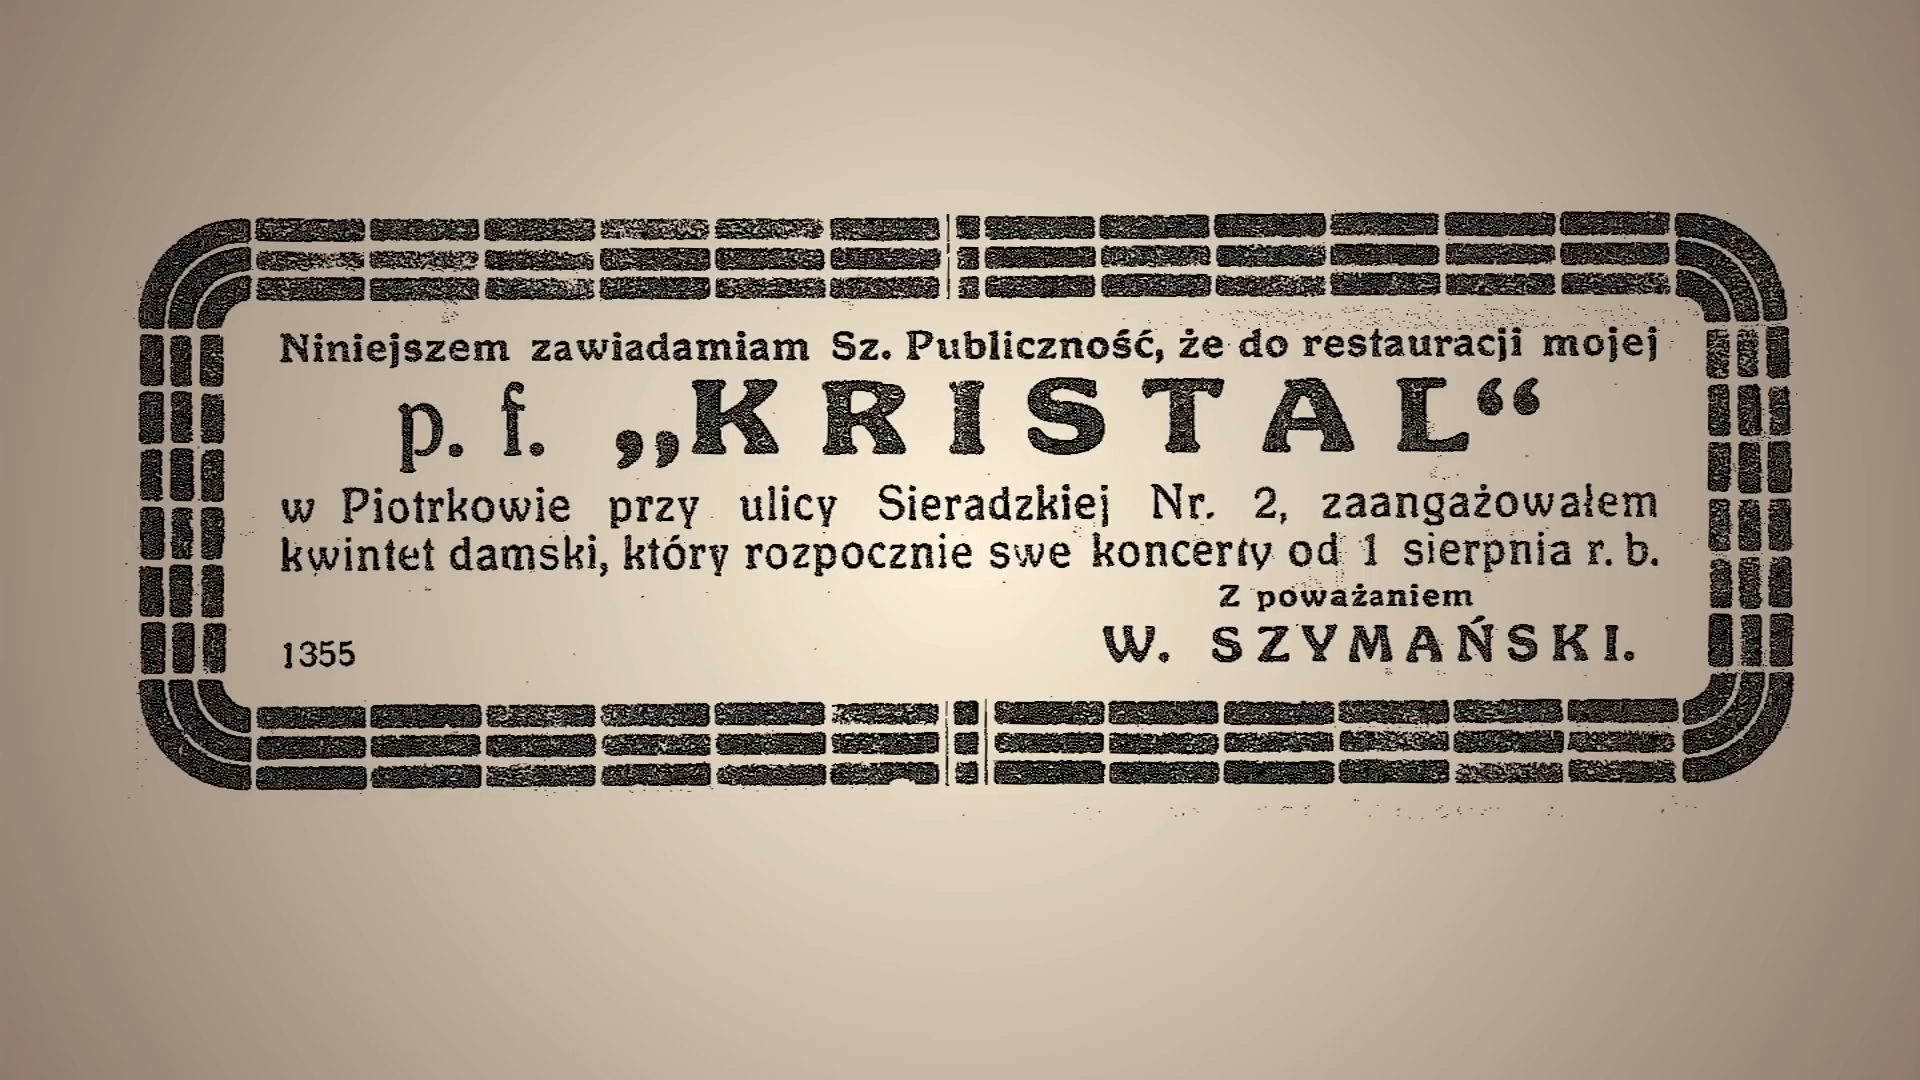 Niniejszem zawiadamiam Sz. Publiczność, że do restauracji mojej
p. f. „KRISTAL“
w Piotrkowie przy ulicy Sieradzkiej Nr. 2, zaangażowałem
kwintet damski, który rozpocznie swe koncerty od 1 sierpnia r. b.
Z poważaniem
1355 W. SZYMAŃSKI.